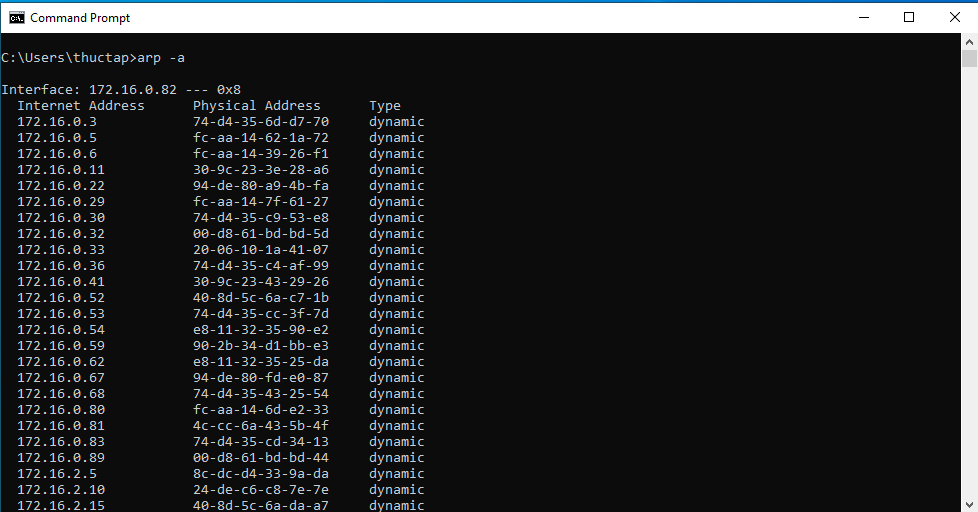 Command Prompt
C:\Users\thuctap>arp -a
Interface: 172.16.0.82 --- 0x8
Internet Address Physical Address Type
172.16.0.3 74-d4-35-6d-d7-70 dynamic
172.16.0.5 fc-aa-14-62-1a-72 dynamic
172.16.0.6 fc-aa-14-39-26-f1 dynamic
172.16.0.11 30-9c-23-3e-28-a6 dynamic
172.16.0.22 94-de-80-a9-4b-fa dynamic
172.16.0.29 fc-aa-14-7f-61-27 dynamic
172.16.0.30 74-d4-35-c9-53-e8 dynamic
172.16.0.32 00-d8-61-bd-bd-5d dynamic
172.16.0.33 20-06-10-1a-41-07 dynamic
172.16.0.36 74-d4-35-c4-af-99 dynamic
172.16.0.41 30-9c-23-43-29-26 dynamic
172.16.0.52 40-8d-5c-6a-c7-1b dynamic
172.16.0.53 74-d4-35-cc-3f-7d dynamic
172.16.0.54 e8-11-32-35-90-e2 dynamic
172.16.0.59 90-2b-34-d1-bb-e3 dynamic
172.16.0.62 e8-11-32-35-25-da dynamic
172.16.0.67 94-de-80-fd-e0-87 dynamic
172.16.0.68 74-d4-35-43-25-54 dynamic
172.16.0.80 fc-aa-14-6d-e2-33 dynamic
172.16.0.81 4c-cc-6a-43-5b-4f dynamic
172.16.0.83 74-d4-35-cd-34-13 dynamic
172.16.0.89 00-d8-61-bd-bd-44 dynamic
172.16.2.5 8c-dc-d4-33-9a-da dynamic
172.16.2.10 24-de-c6-c8-7e-7e dynamic
172.16.2.15 40-8d-5c-6a-da-a7 dynamic